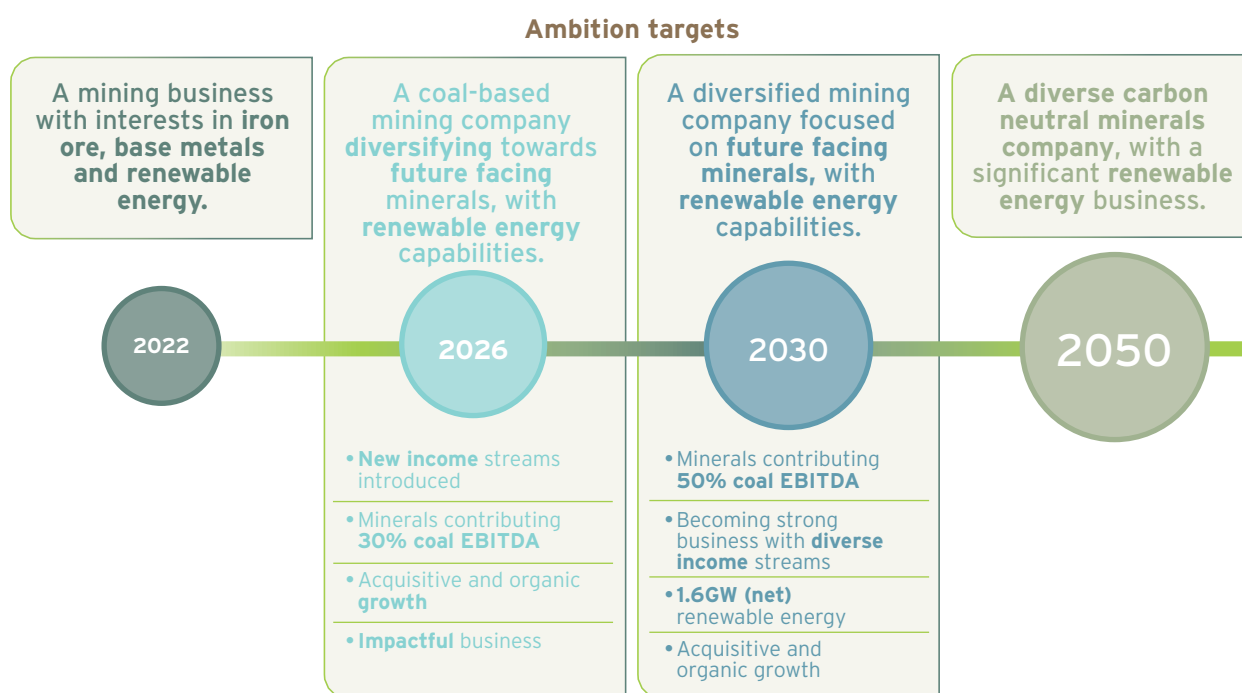 Ambition targets
A mining business
with interests in iron
ore, base metals
and renewable
energy.
2022
A coal-based
mining company
diversifying towards
future facing
minerals, with
renewable energy
capabilities.
2026
• New income streams
introduced
• Minerals contributing
30% coal EBITDA
• Acquisitive and organic
growth
• Impactful business
A diversified mining
company focused
on future facing
minerals, with
renewable energy
capabilities.
2030
• Minerals contributing
50% coal EBITDA
• Becoming strong
business with diverse
income streams
• 1.6GW (net)
renewable energy
• Acquisitive and
organic growth
A diverse carbon
neutral minerals
company, with a
significant renewable
energy business.
2050